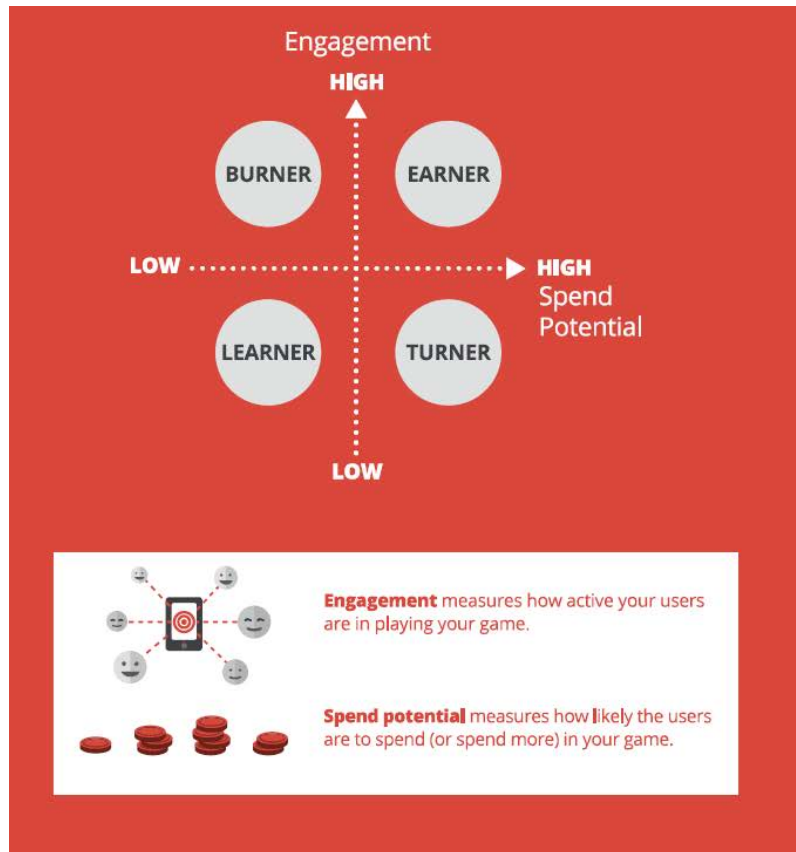 Engagement
HIGH
BURNER
EARNER
LOW
HIGH
Spend
Potential
LEARNER
TURNER
LOW
Engagement measures how active your users
are in playing your game.
Spend potential measures how likely the users
are to spend (or spend more) in your game.